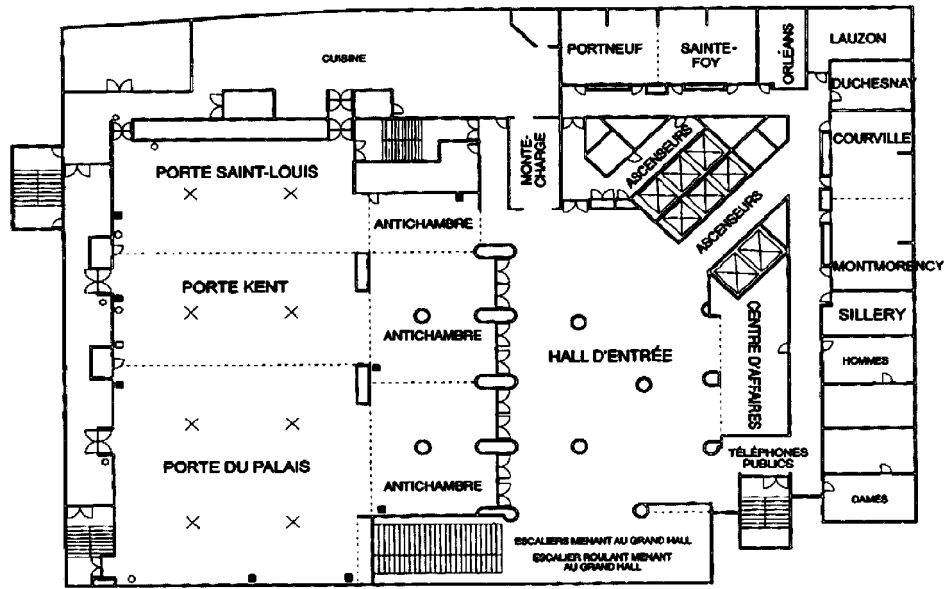 CUISINE
PORTNEUF
SAINTE-
FOY
ORLÉANS
LAUZON
DUCHESNAY
COURVILLE
MONTMORENCY
SILLERY
HOMMES
DAMES
PORTE SAINT-LOUIS
ANTICHAMBRE
MONTE-
CHARGE
ASCENSEURS
ASCENSEURS
PORTE KENT
ANTICHAMBRE
HALL D'ENTRÉE
CENTRE D'AFFAIRES
PORTE DU PALAIS
ANTICHAMBRE
TÉLÉPHONES
PUBLICS
ESCALIERS MENANT AU GRAND HALL
ESCALIER ROULANT MENANT
AU GRAND HALL